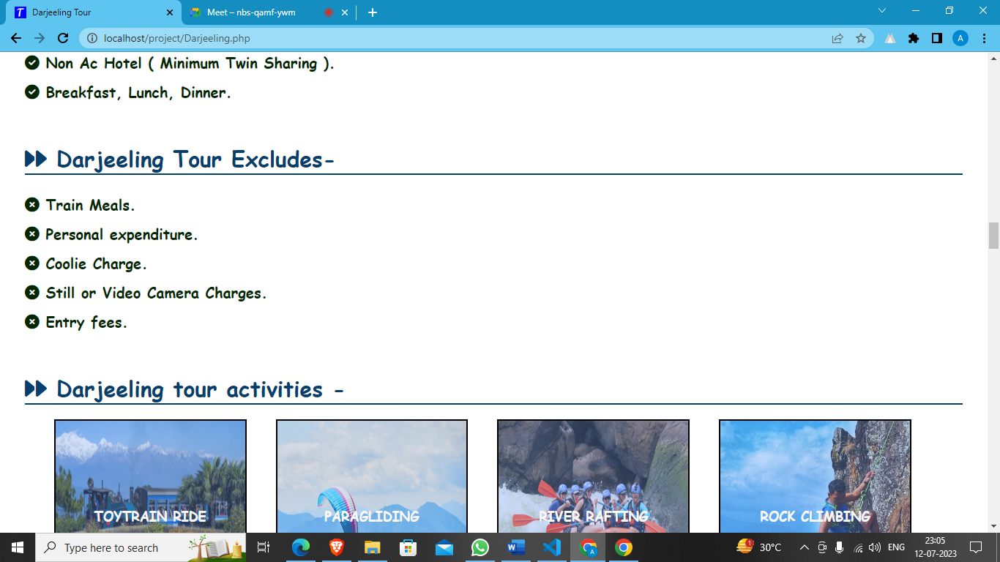 Darjeeling Tour
Meet – nbs-qamf-ywm
localhost/project/Darjeeling.php
A
Non Ac Hotel ( Minimum Twin Sharing ).
Breakfast, Lunch, Dinner.
Darjeeling Tour Excludes-
Train Meals.
Personal expenditure.
Coolie Charge.
Still or Video Camera Charges.
Entry fees.
Darjeeling tour activities -
TOYTRAIN RIDE
PARAGLIDING
RIVER RAFTING
ROCK CLIMBING
Type here to search
1
30°C
ENG
23:05
12-07-2023